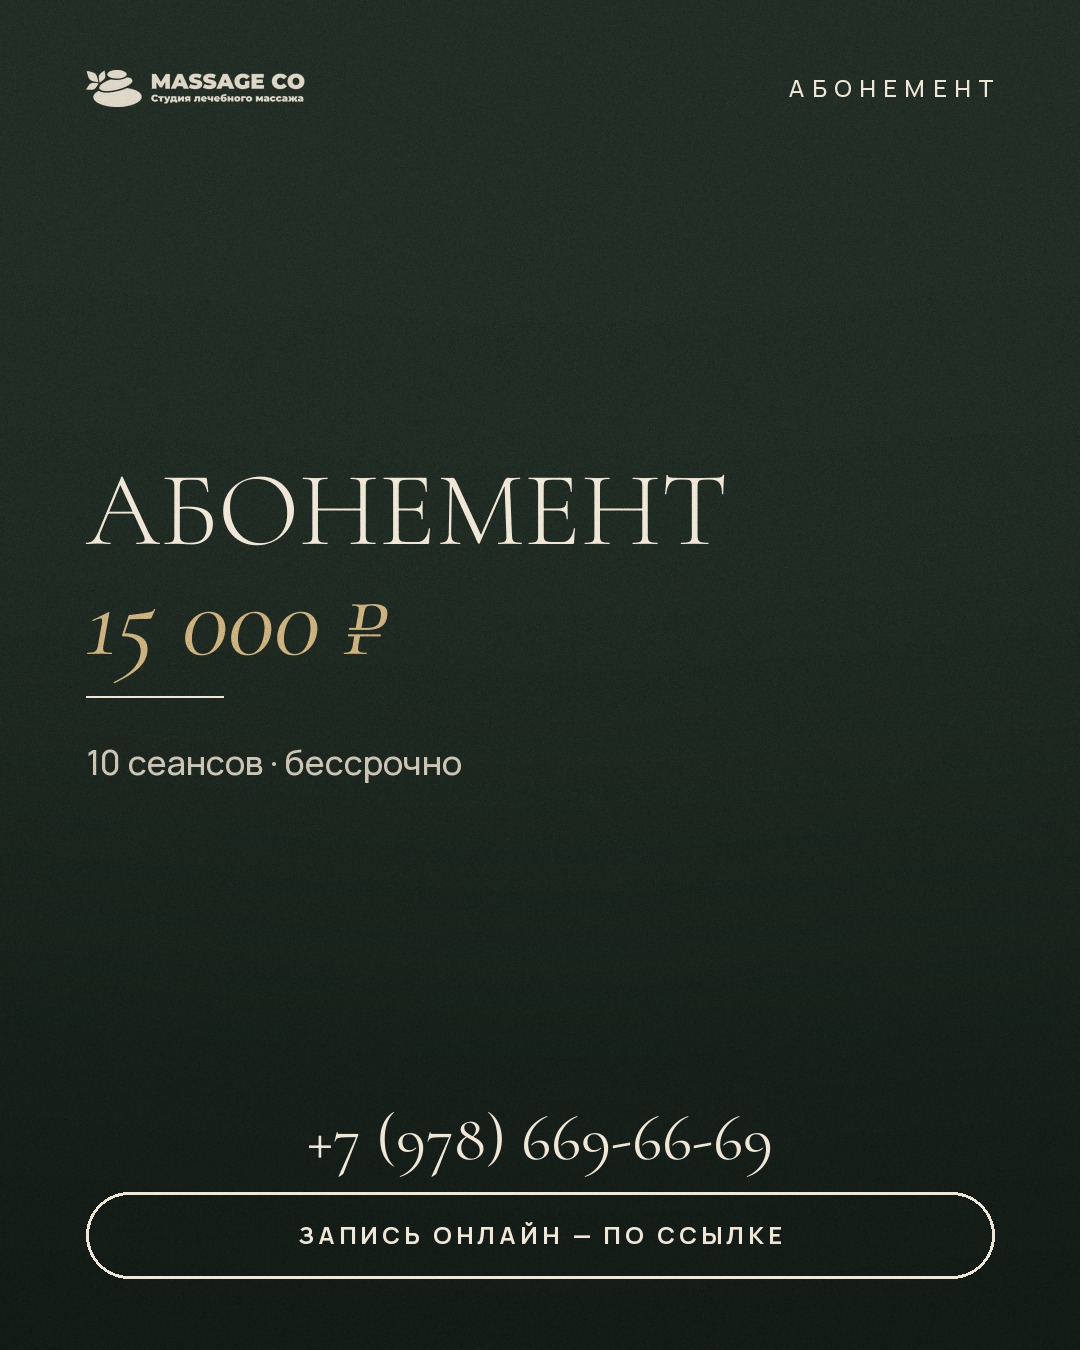 MASSAGE CO
Студия лечебного массажа
АБОНЕМЕНТ
АБОНЕМЕНТ
15 000 ₽
10 сеансов · бессрочно
+7 (978) 669-66-69
ЗАПИСЬ ОНЛАЙН — ПО ССЫЛКЕ